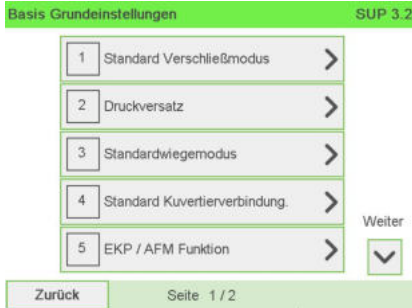 Basis Grundeinstellungen SUP 3.2
1 Standard Verschließmodus
2 Druckversatz
3 Standardwiegemodus
4 Standard Kuvertierverbindung.
5 EKP / AFM Funktion
Weiter
Zurück Seite 1/2